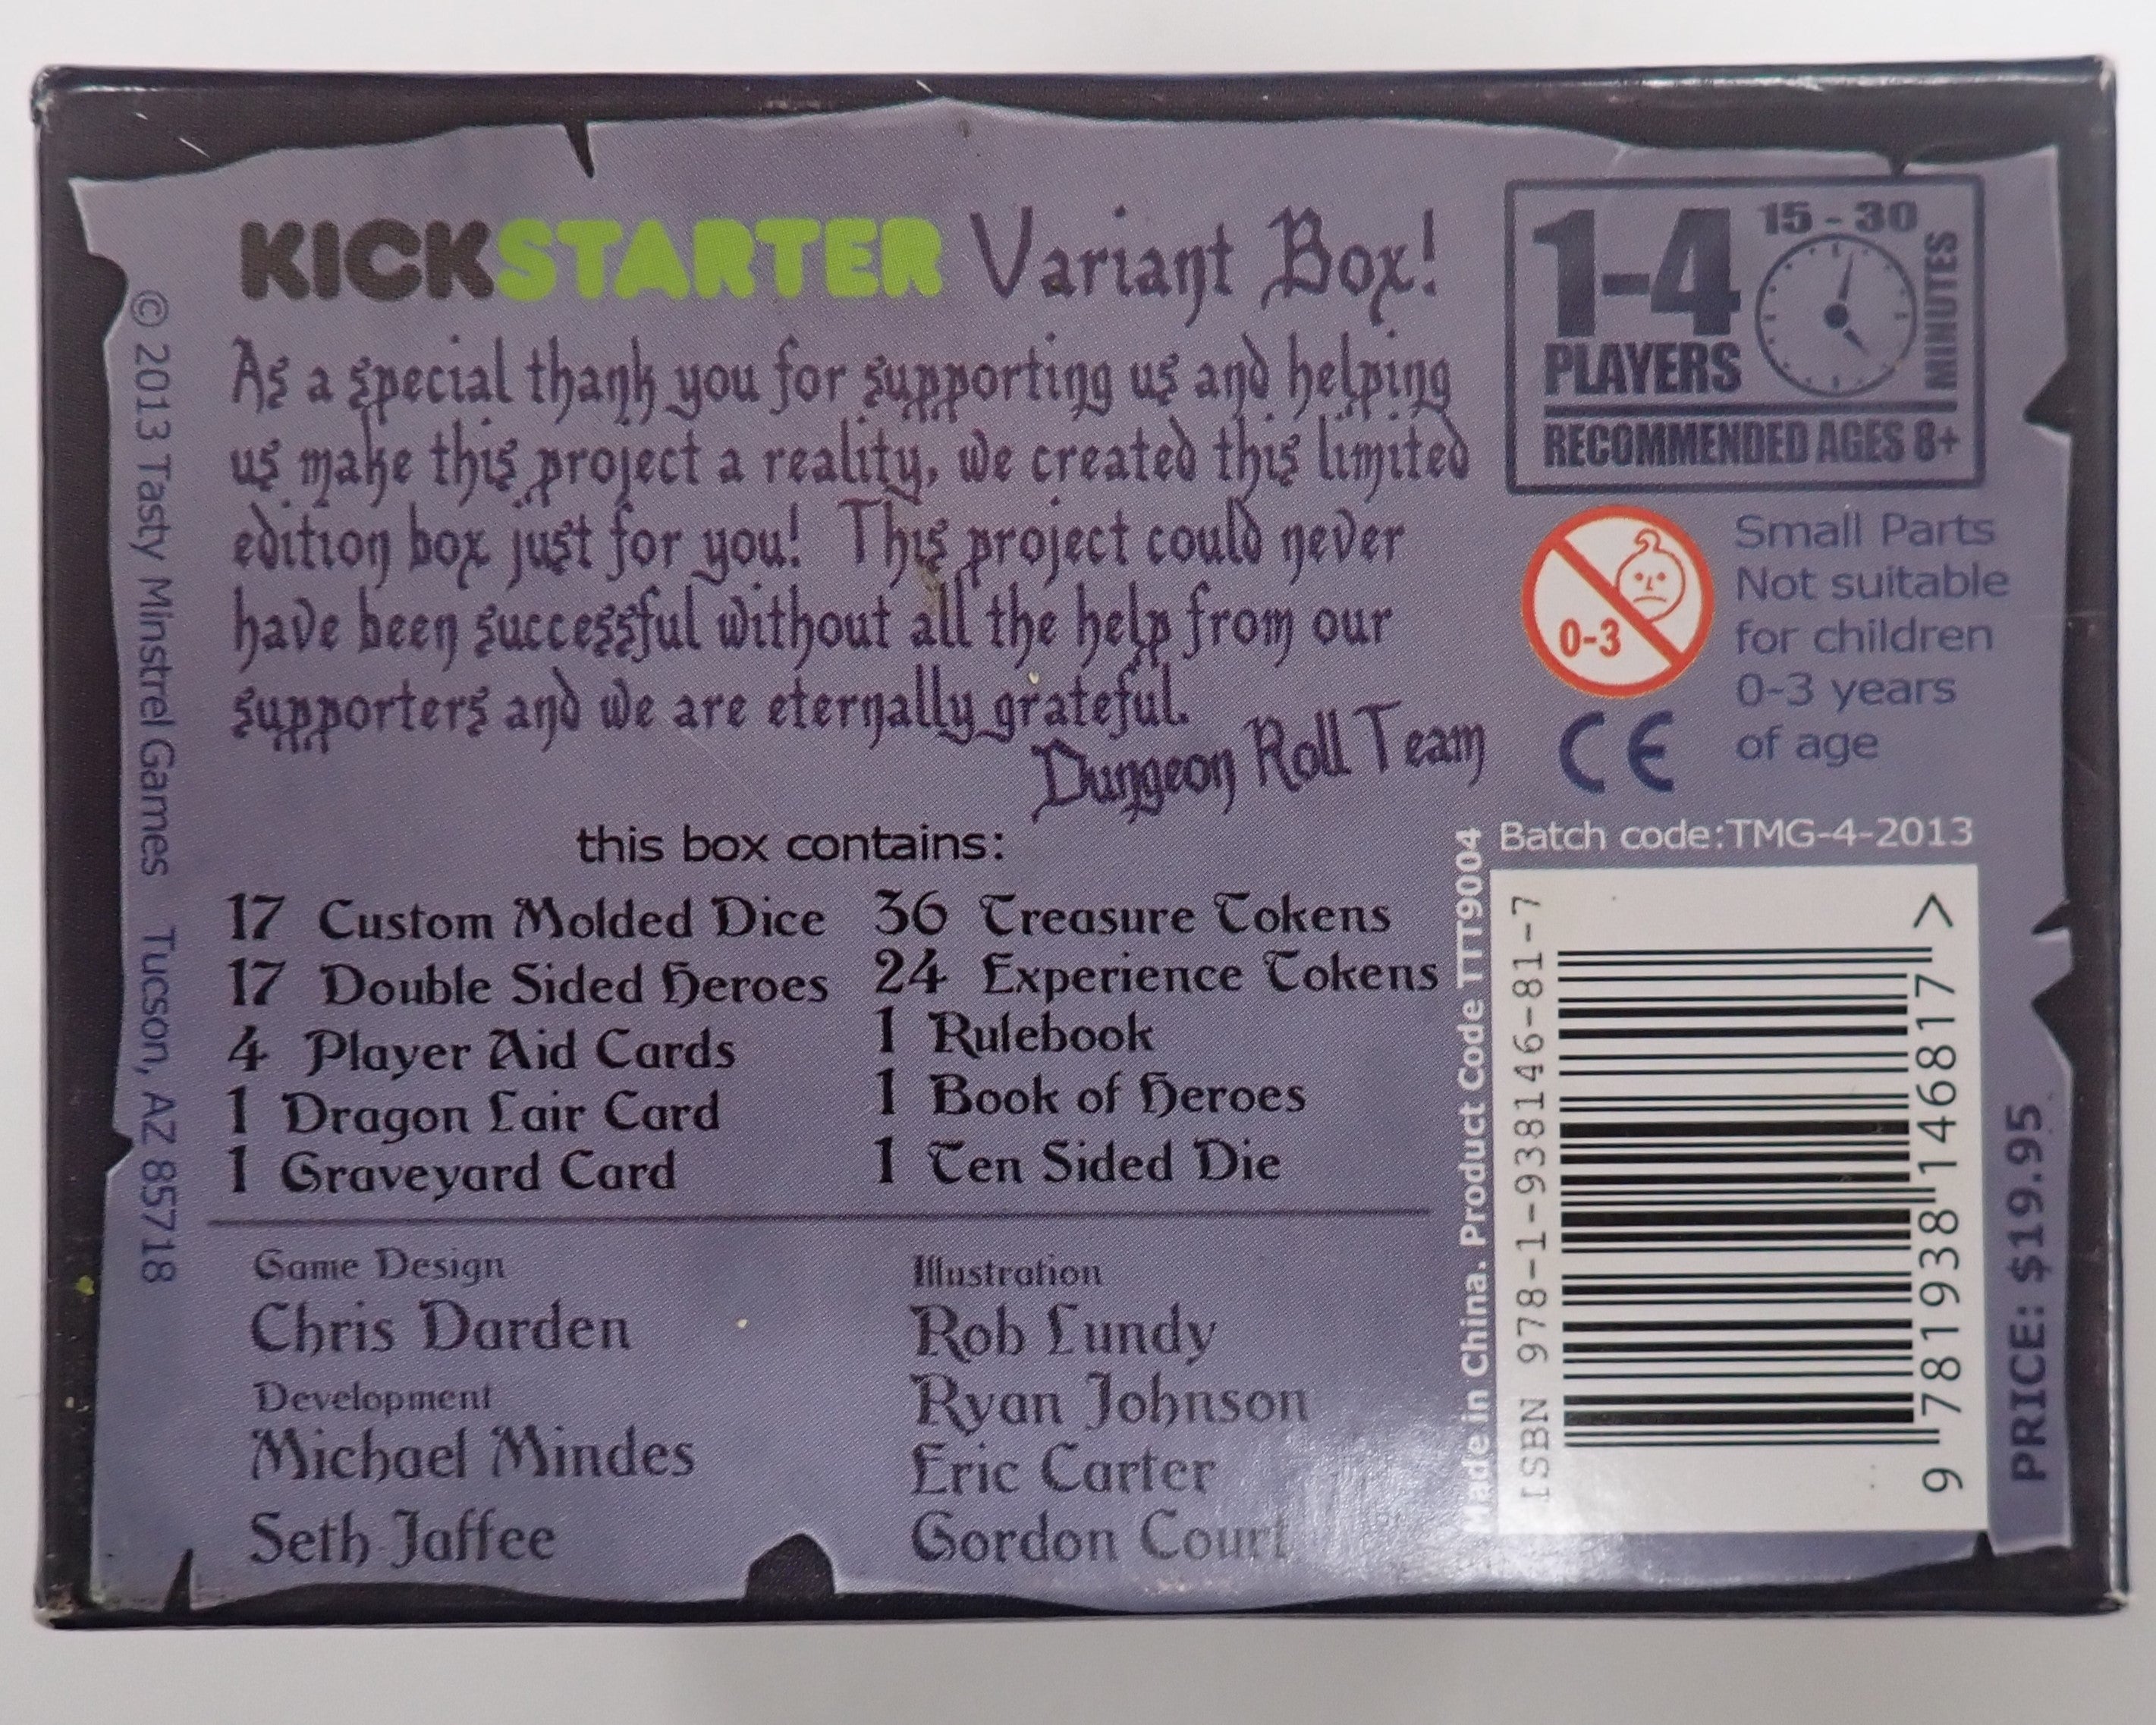 KICKSTARTER Variant Box!
As a special thank you for supporting us and helping
us make this project a reality, we created this limited
edition box just for you! This project could never
have been successful without all the help from our
supporters and we are eternally grateful.
Dungeon Roll Team
this box contains:
17 Custom Molded Dice
17 Double Sided Heroes
4 Player Aid Cards
1 Dragon Lair Card
1 Graveyard Card
36 Treasure Tokens
24 Experience Tokens
1 Rulebook
1 Book of Heroes
1 Ten Sided Die
Game Design
Chris Darden
Development
Michael Mindes
Seth Jaffee
Illustration
Rob Lundy
Ryan Johnson
Eric Carter
Gordon Court
© 2013 Tasty Minstrel Games Tucson, AZ 85718
1-4
PLAYERS
15 - 30
MINUTES
RECOMMENDED AGES 8+
0-3
Small Parts
Not suitable
for children
0-3 years
of age
CE
Batch code:TMG-4-2013
Made in China. Product Code TTT9004
ISBN 978-1-938146-81-7
9 781938 146817 >
PRICE: $19.95